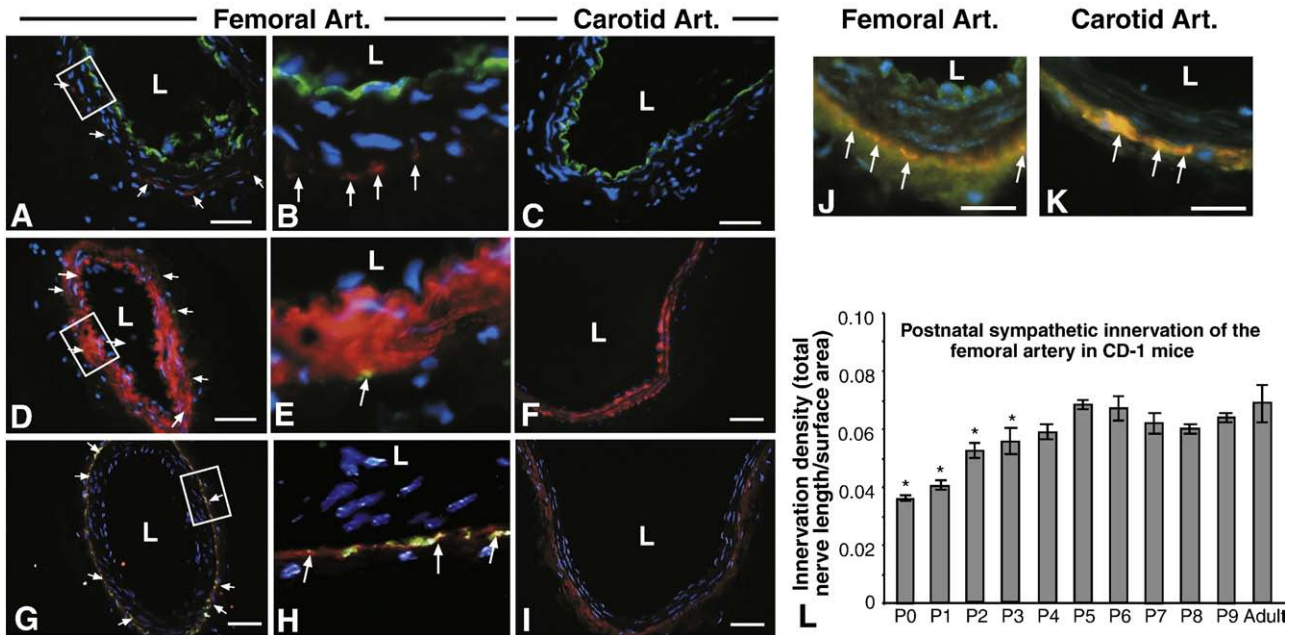 Femoral Art.
Carotid Art.
Femoral Art.
Carotid Art.
L
L
L
L
L
A
B
C
J
K
L
L
L
D
E
F
L
L
L
G
H
I
Postnatal sympathetic innervation of the
femoral artery in CD-1 mice
Innervation density (total
nerve length/surface area)
0.10
0.08
0.06
0.04
0.02
0
*
*
*
*
L
P0 P1 P2 P3 P4 P5 P6 P7 P8 P9 Adult